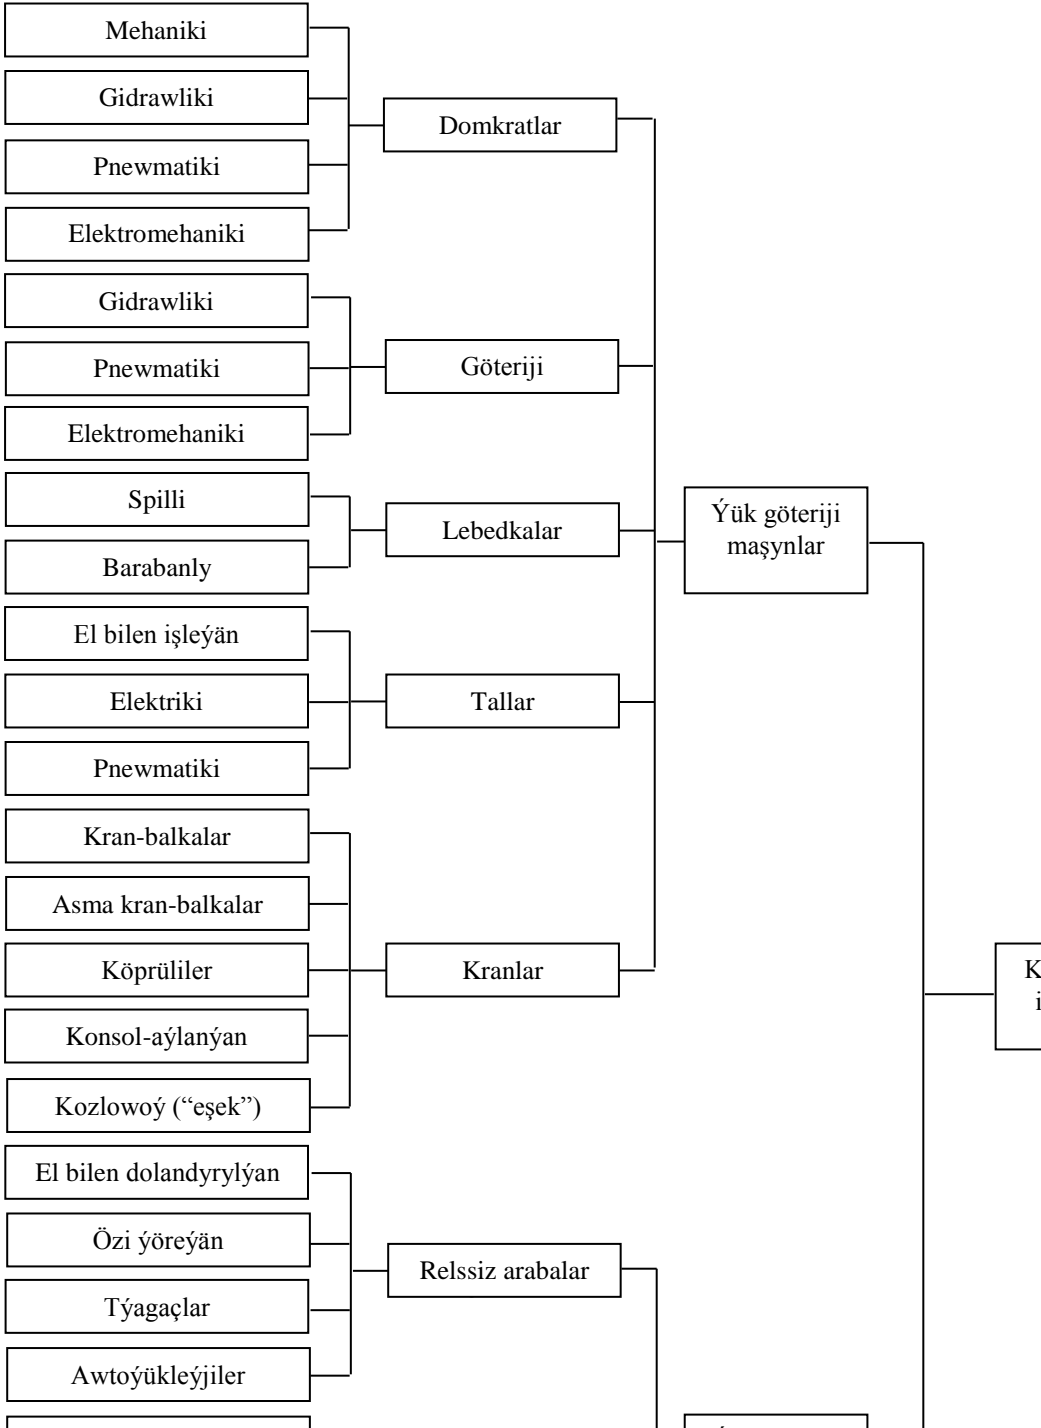 Mehaniki
Gidrawliki
Pnewmatiki
Elektromehaniki
Domkratlar
Gidrawliki
Pnewmatiki
Elektromehaniki
Göteriji
Spilli
Barabanly
Lebedkalar
El bilen işleýän
Elektriki
Pnewmatiki
Tallar
Kran-balkalar
Asma kran-balkalar
Köprüliler
Konsol-aýlanýan
Kozlowoý (“eşek”)
Kranlar
Ýük göteriji
maşynlar
El bilen dolandyrylýan
Özi ýöreýän
Týagaçlar
Awtoýükleýjiler
Relssiz arabalar